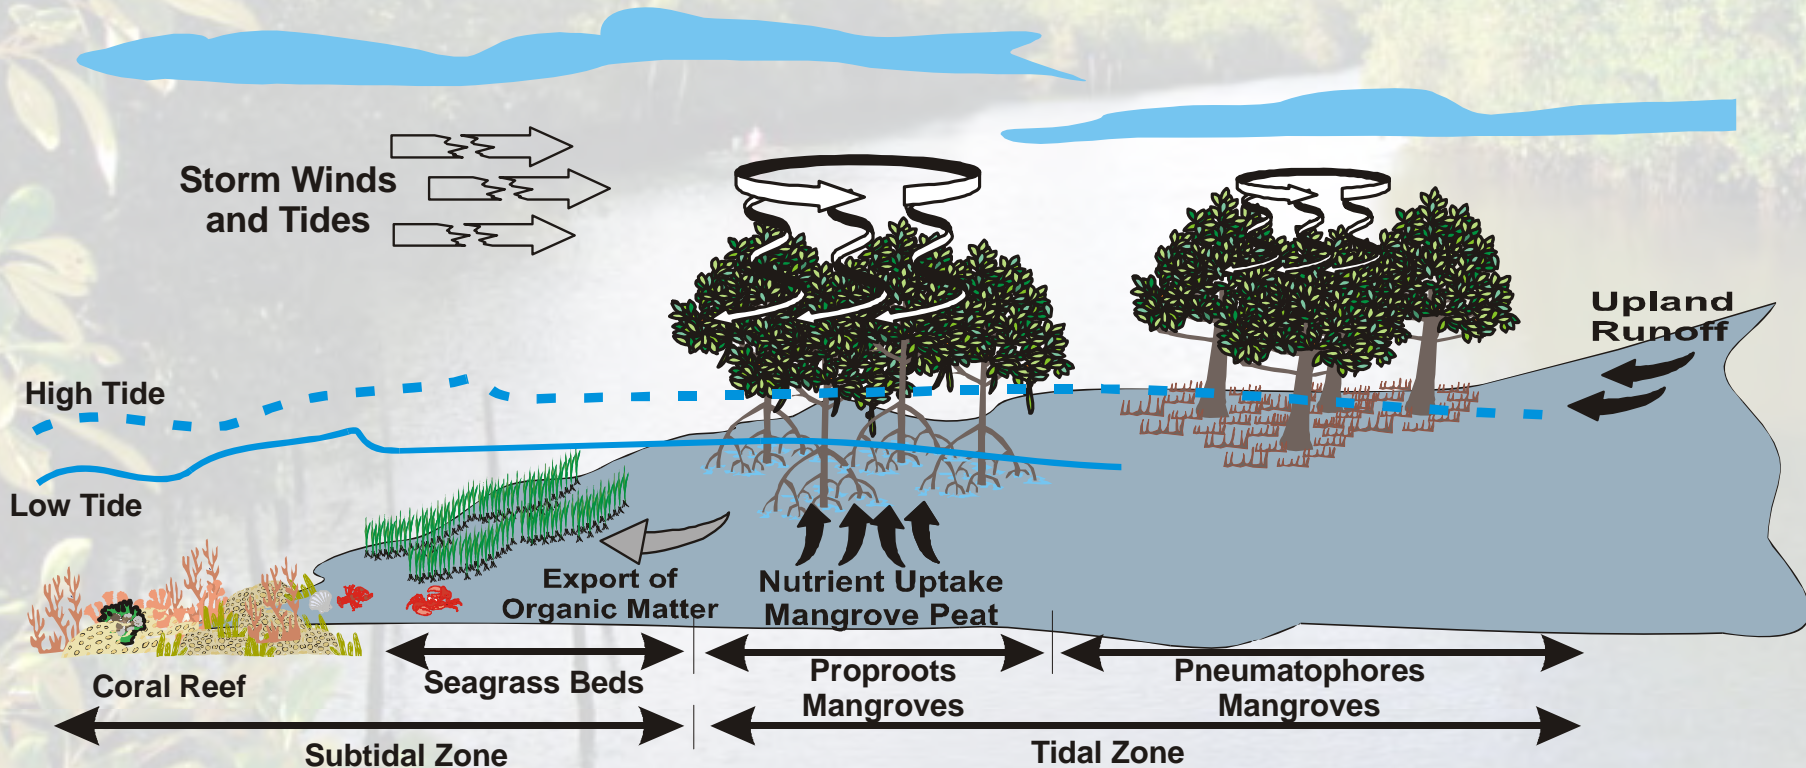 Storm Winds
and Tides
Upland
Runoff
High Tide
Low Tide
Export of
Organic Matter
Nutrient Uptake
Mangrove Peat
Coral Reef
Seagrass Beds
Proproots
Mangroves
Pneumatophores
Mangroves
Subtidal Zone
Tidal Zone